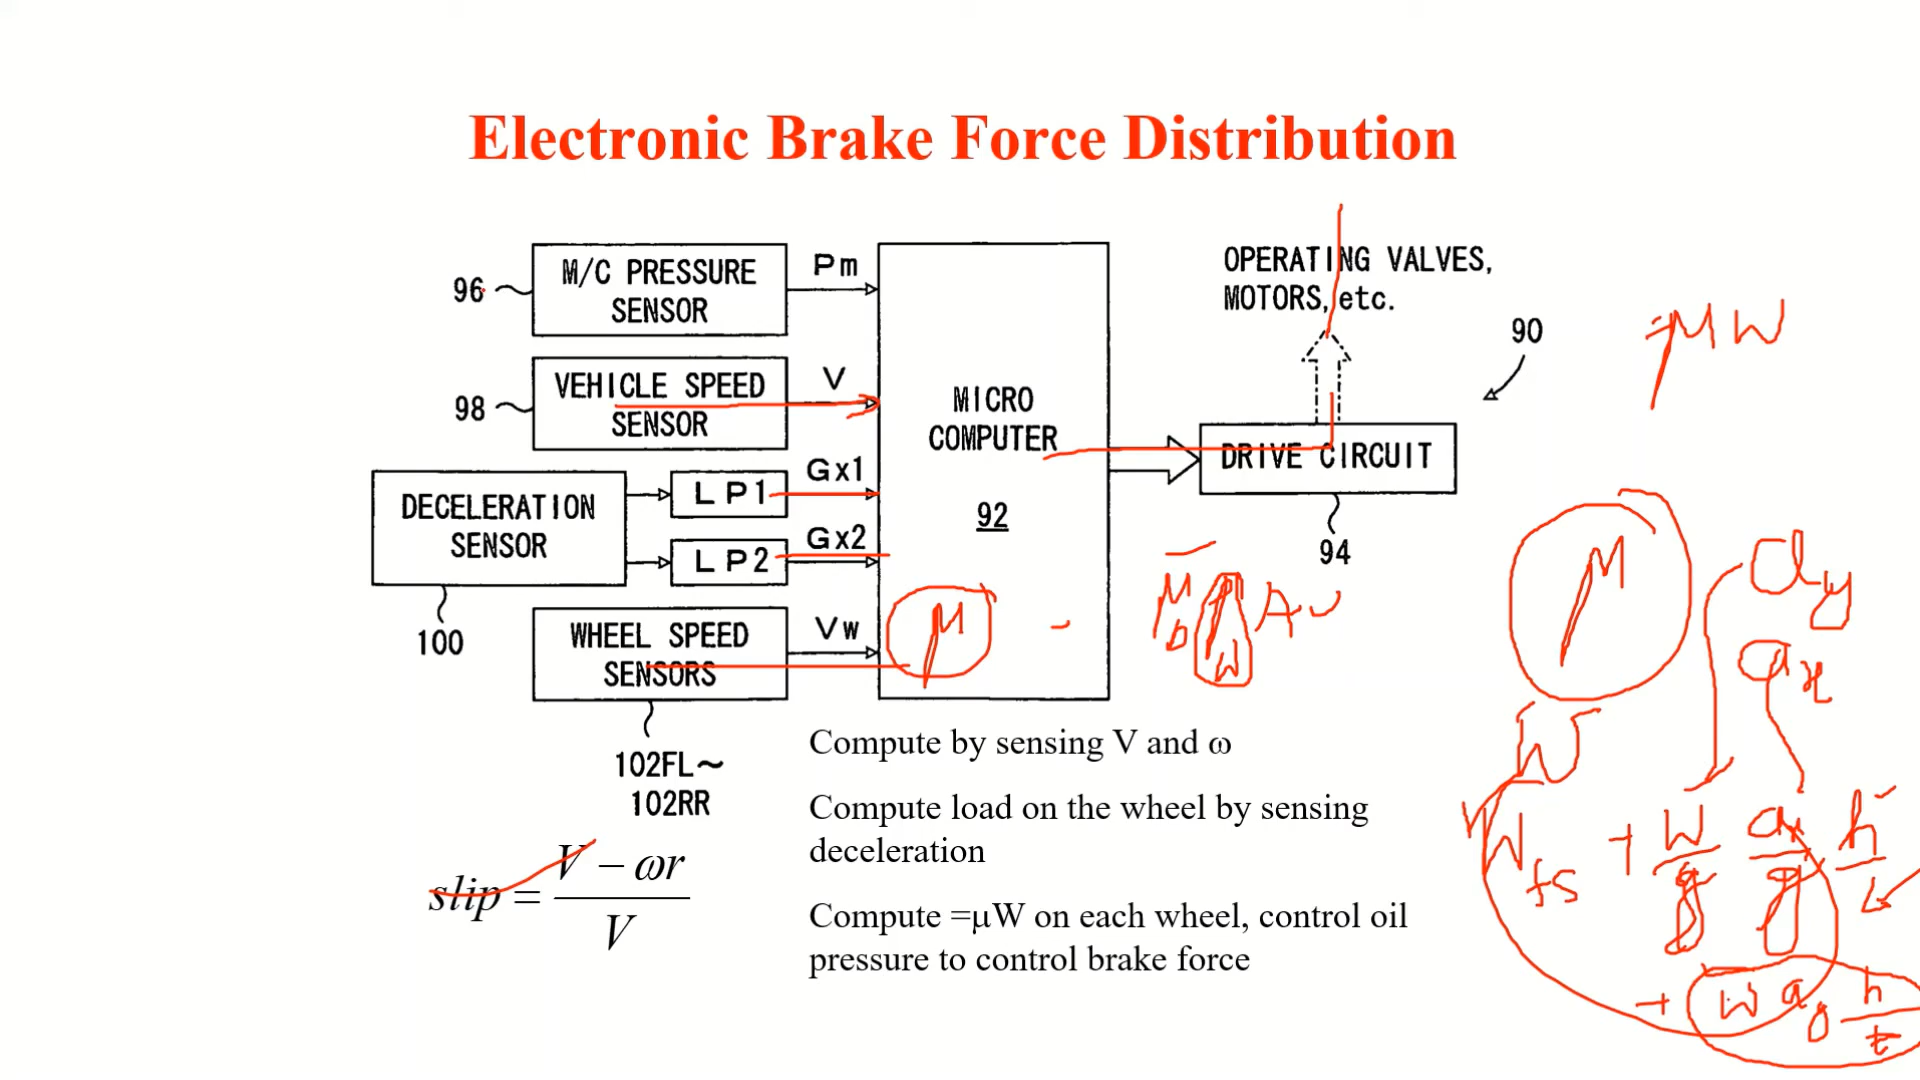 Electronic Brake Force Distribution
96
M/C PRESSURE
SENSOR
Pm
98
VEHICLE SPEED
SENSOR
V
DECELERATION
SENSOR
100
LP1
Gx1
LP2
Gx2
WHEEL SPEED
SENSORS
Vw
102FL~
102RR
MICRO
COMPUTER
92
OPERATING VALVES,
MOTORS, etc.
90
DRIVE CIRCUIT
94
=μW
μ
μ
a_y
a_x
W
Compute by sensing V and ω
Compute load on the wheel by sensing
deceleration
Compute =μW on each wheel, control oil
pressure to control brake force
slip = (V − ωr) / V